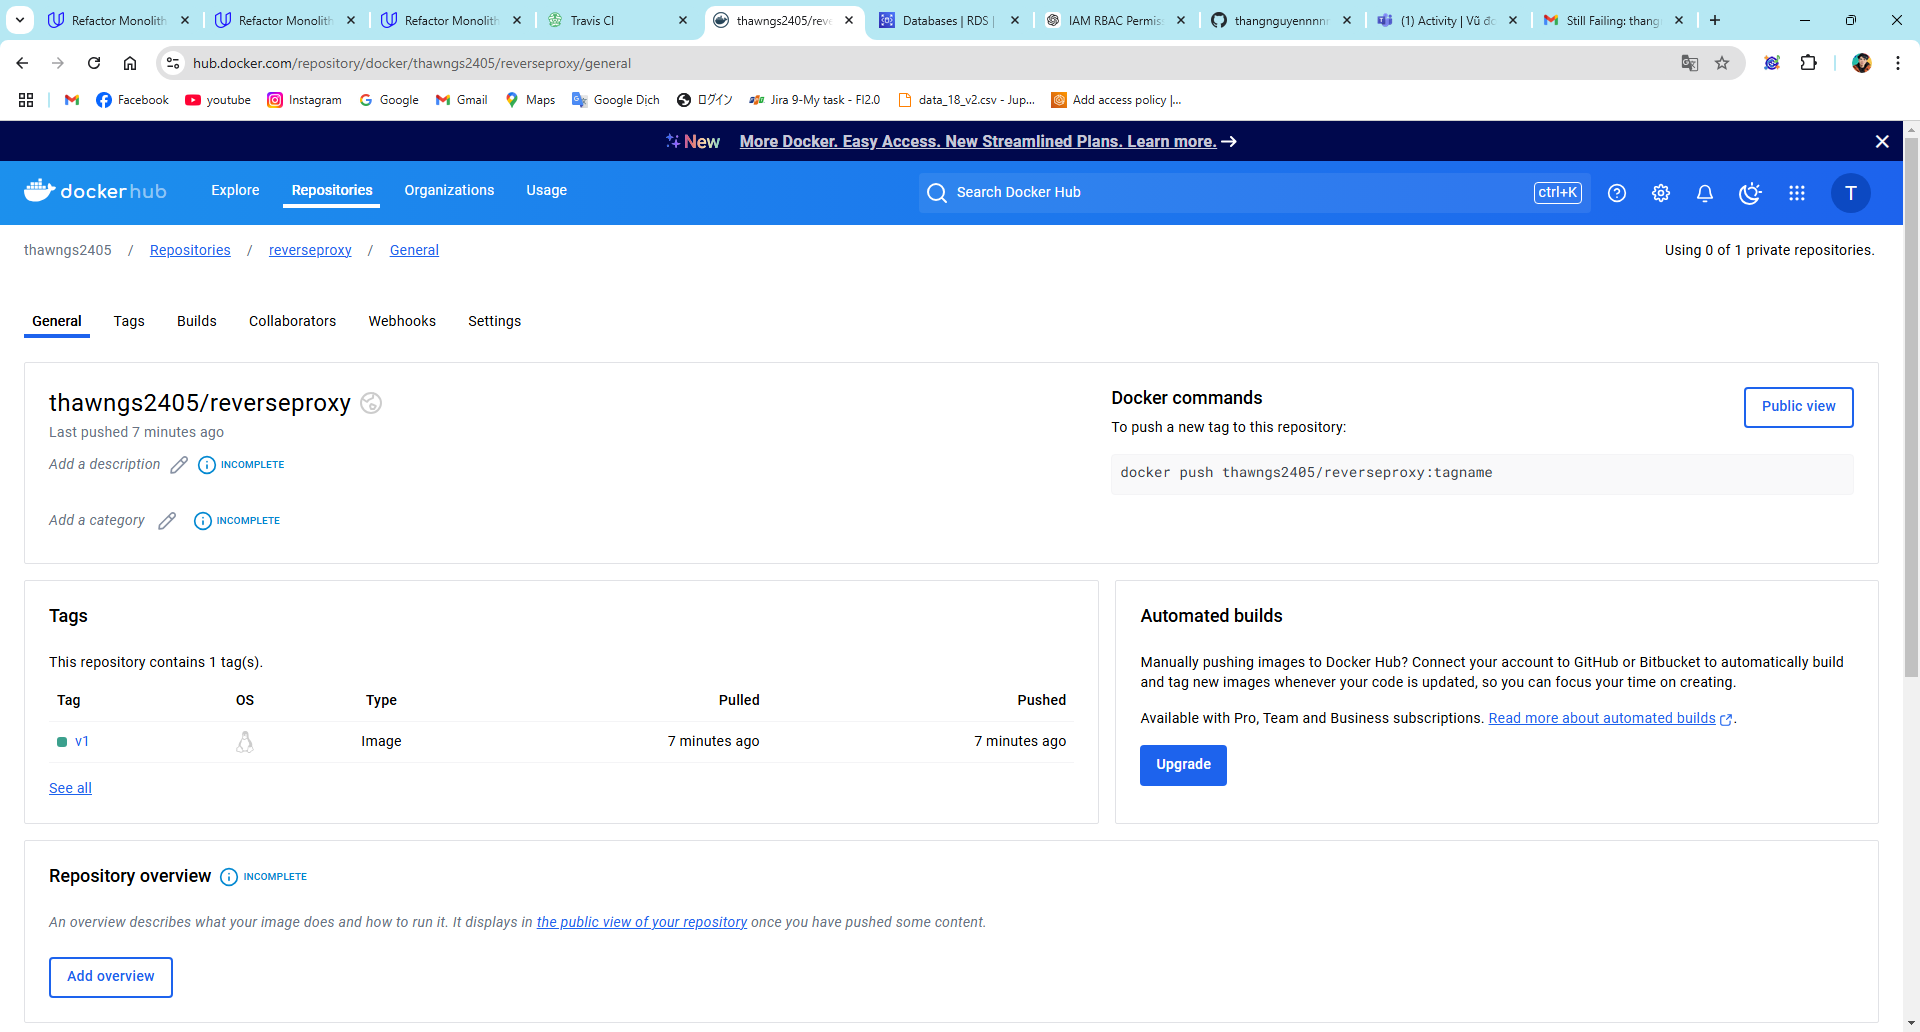 Refactor Monolith
Refactor Monolith
Refactor Monolith
Travis CI
thawngs2405/reve
Databases | RDS |
IAM RBAC Permis
thangnguyennnnn
(1) Activity | Vũ đ
Still Failing: thang
hub.docker.com/repository/docker/thawngs2405/reverseproxy/general
Facebook
youtube
Instagram
Google
Gmail
Maps
Google Dịch
ログイン
Jira 9-My task - FI2.0
data_18_v2.csv - Jup...
Add access policy |...
New
More Docker. Easy Access. New Streamlined Plans. Learn more.
dockerhub
Explore
Repositories
Organizations
Usage
Search Docker Hub
ctrl+K
T
thawngs2405 / Repositories / reverseproxy / General
Using 0 of 1 private repositories.
General
Tags
Builds
Collaborators
Webhooks
Settings
thawngs2405/reverseproxy
Last pushed 7 minutes ago
Add a description
INCOMPLETE
Add a category
INCOMPLETE
Docker commands
To push a new tag to this repository:
Public view
docker push thawngs2405/reverseproxy:tagname
Tags
This repository contains 1 tag(s).
Tag OS Type Pulled Pushed
v1 Image 7 minutes ago 7 minutes ago
See all
Automated builds
Manually pushing images to Docker Hub? Connect your account to GitHub or Bitbucket to automatically build
and tag new images whenever your code is updated, so you can focus your time on creating.
Available with Pro, Team and Business subscriptions. Read more about automated builds.
Upgrade
Repository overview
INCOMPLETE
An overview describes what your image does and how to run it. It displays in the public view of your repository once you have pushed some content.
Add overview